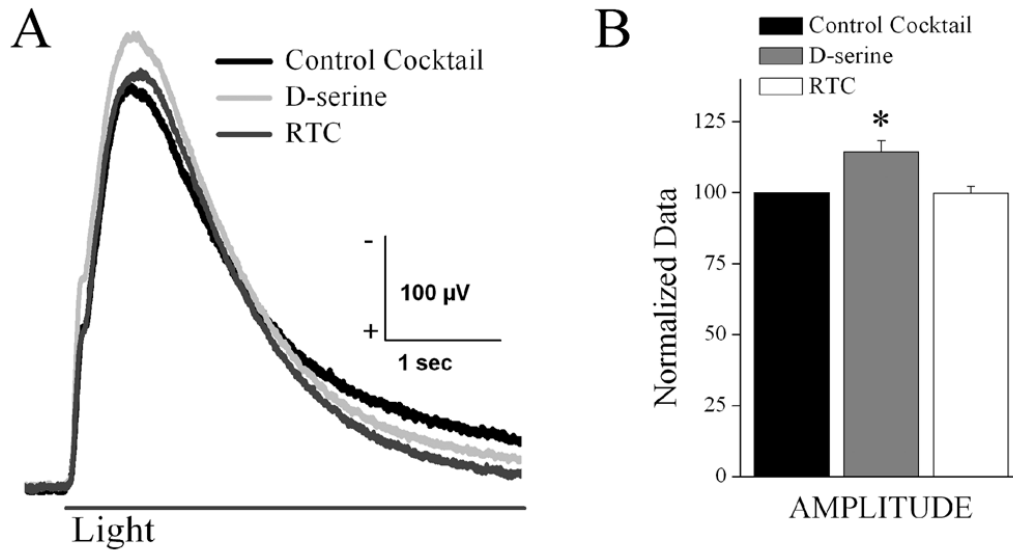 A
Control Cocktail
D-serine
RTC
-
100 µV
+
1 sec
Light
B
Control Cocktail
D-serine
RTC
*
125
100
75
50
25
0
Normalized Data
AMPLITUDE